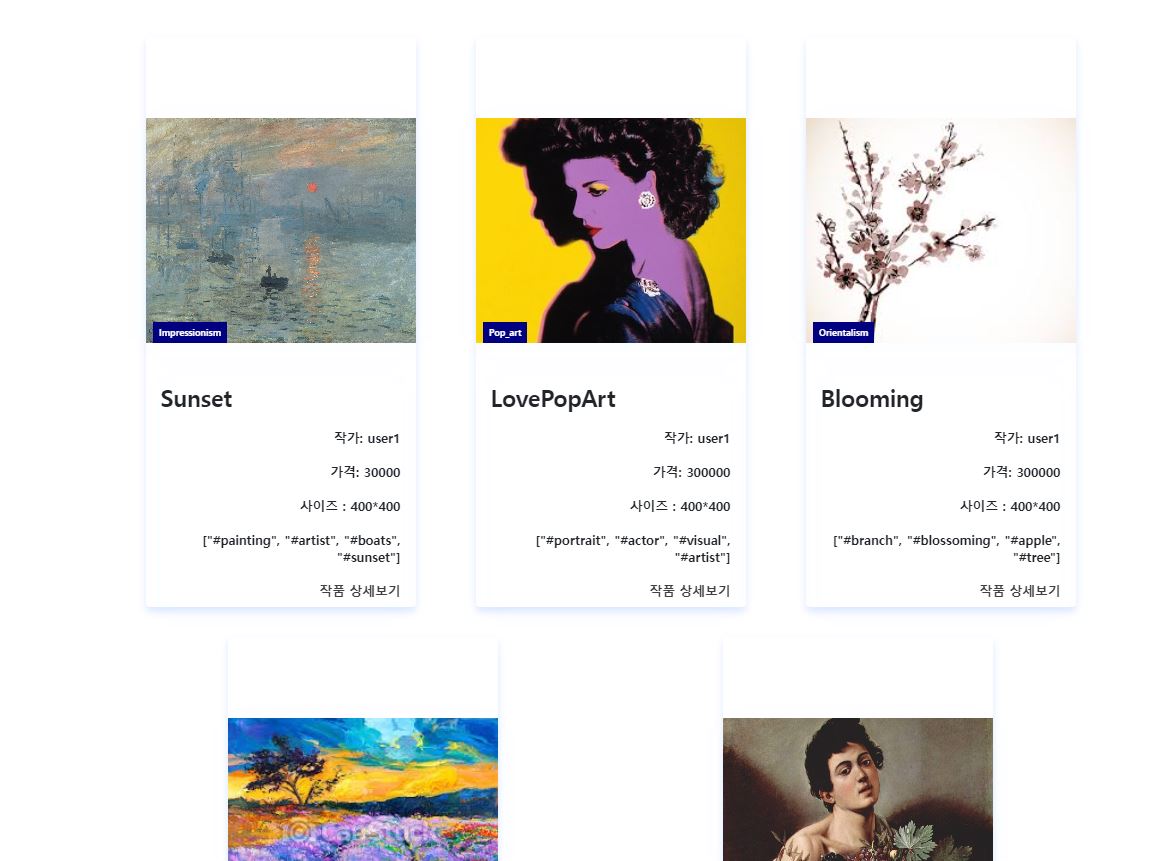 Impressionism
Pop_art
Orientalism
Sunset
작가: user1
가격: 30000
사이즈 : 400*400
["#painting", "#artist", "#boats",
"#sunset"]
작품 상세보기
LovePopArt
작가: user1
가격: 300000
사이즈 : 400*400
["#portrait", "#actor", "#visual",
"#artist"]
작품 상세보기
Blooming
작가: user1
가격: 300000
사이즈 : 400*400
["#branch", "#blossoming", "#apple",
"#tree"]
작품 상세보기